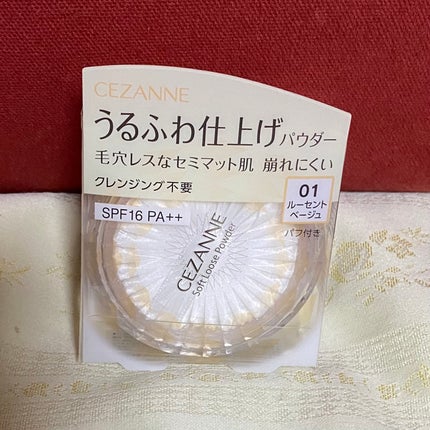 CEZANNE
うるふわ仕上げパウダー
毛穴レスなセミマット肌 崩れにくい
クレンジング不要
SPF16 PA++
01
ルーセント
ベージュ
パフ付き
CEZANNE
Soft Loose Powder